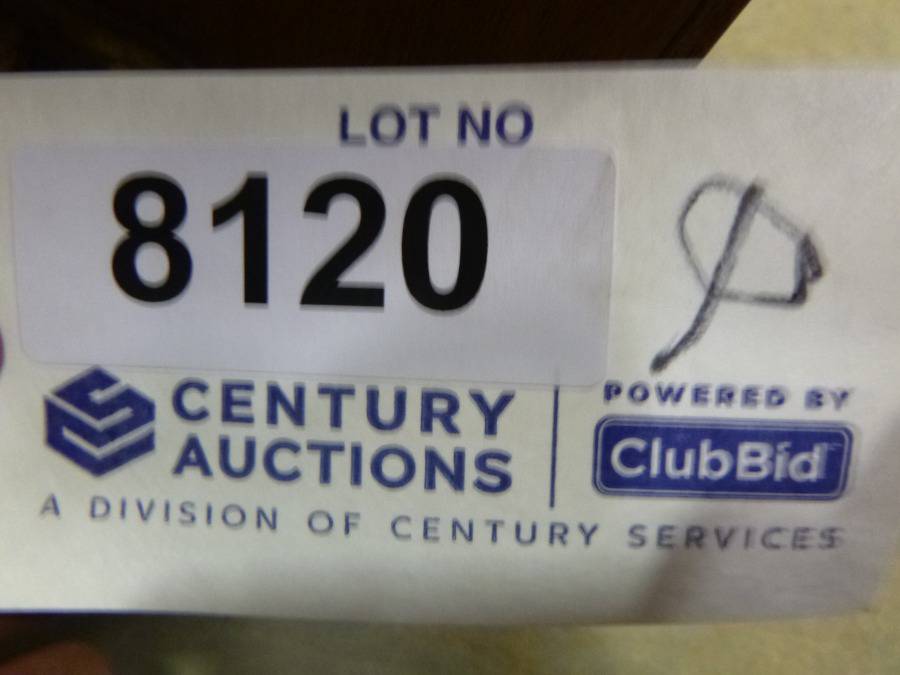 LOT NO
8120
CENTURY
AUCTIONS
A DIVISION OF CENTURY SERVICES
POWERED BY
ClubBid